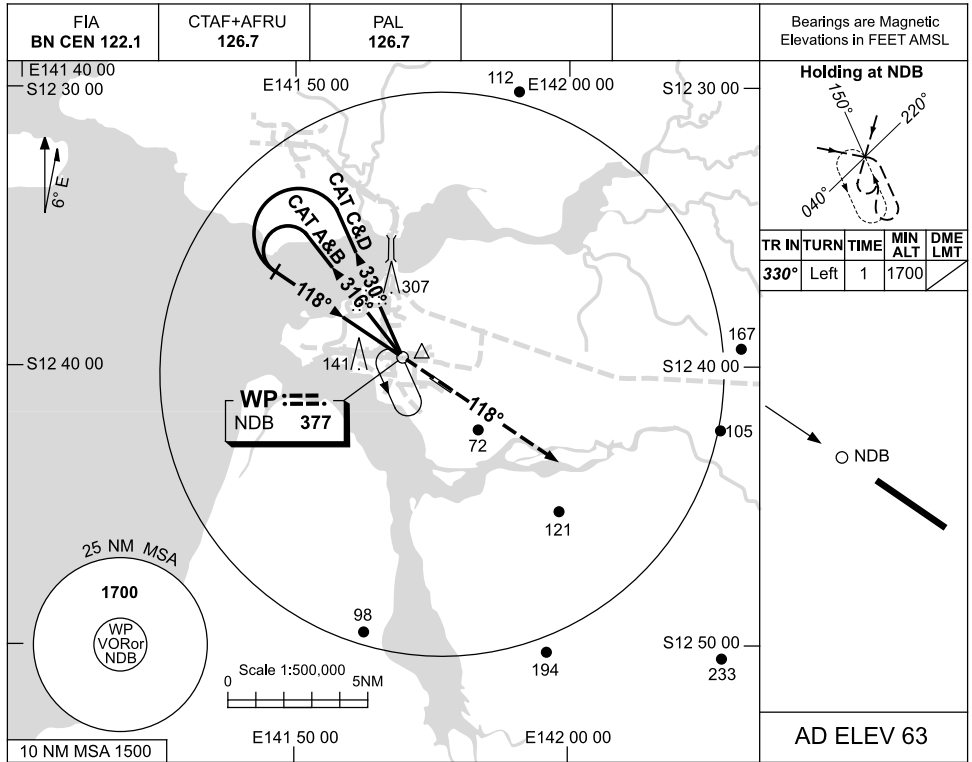 FIA
BN CEN 122.1
CTAF+AFRU
126.7
PAL
126.7
Bearings are Magnetic
Elevations in FEET AMSL
E141 40 00
S12 30 00
E141 50 00
112
E142 00 00
S12 30 00
6° E
CAT C&D
CAT A&B
330°
316°
118°
307
141
S12 40 00
167
S12 40 00
WP
NDB 377
118°
72
105
121
25 NM MSA
1700
WP
VORor
NDB
98
194
S12 50 00
233
Scale 1:500,000
0 5NM
10 NM MSA 1500
E141 50 00
E142 00 00
Holding at NDB
150°
220°
040°
TR IN TURN TIME MIN ALT DME LMT
330° Left 1 1700
NDB
AD ELEV 63